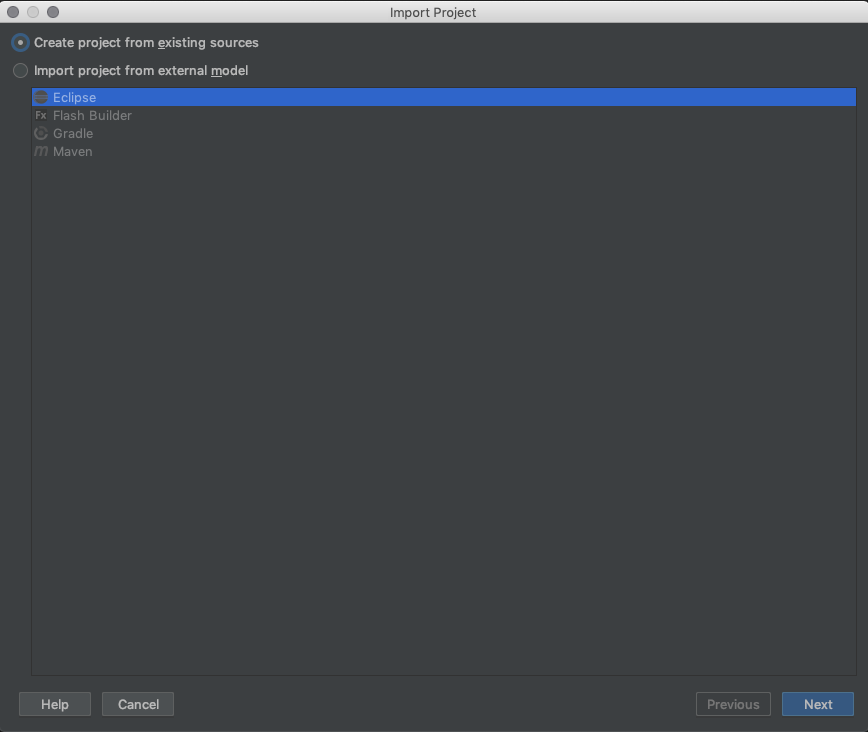 Import Project
Create project from existing sources
Import project from external model
Eclipse
Fx Flash Builder
Gradle
m Maven
Help Cancel Previous Next